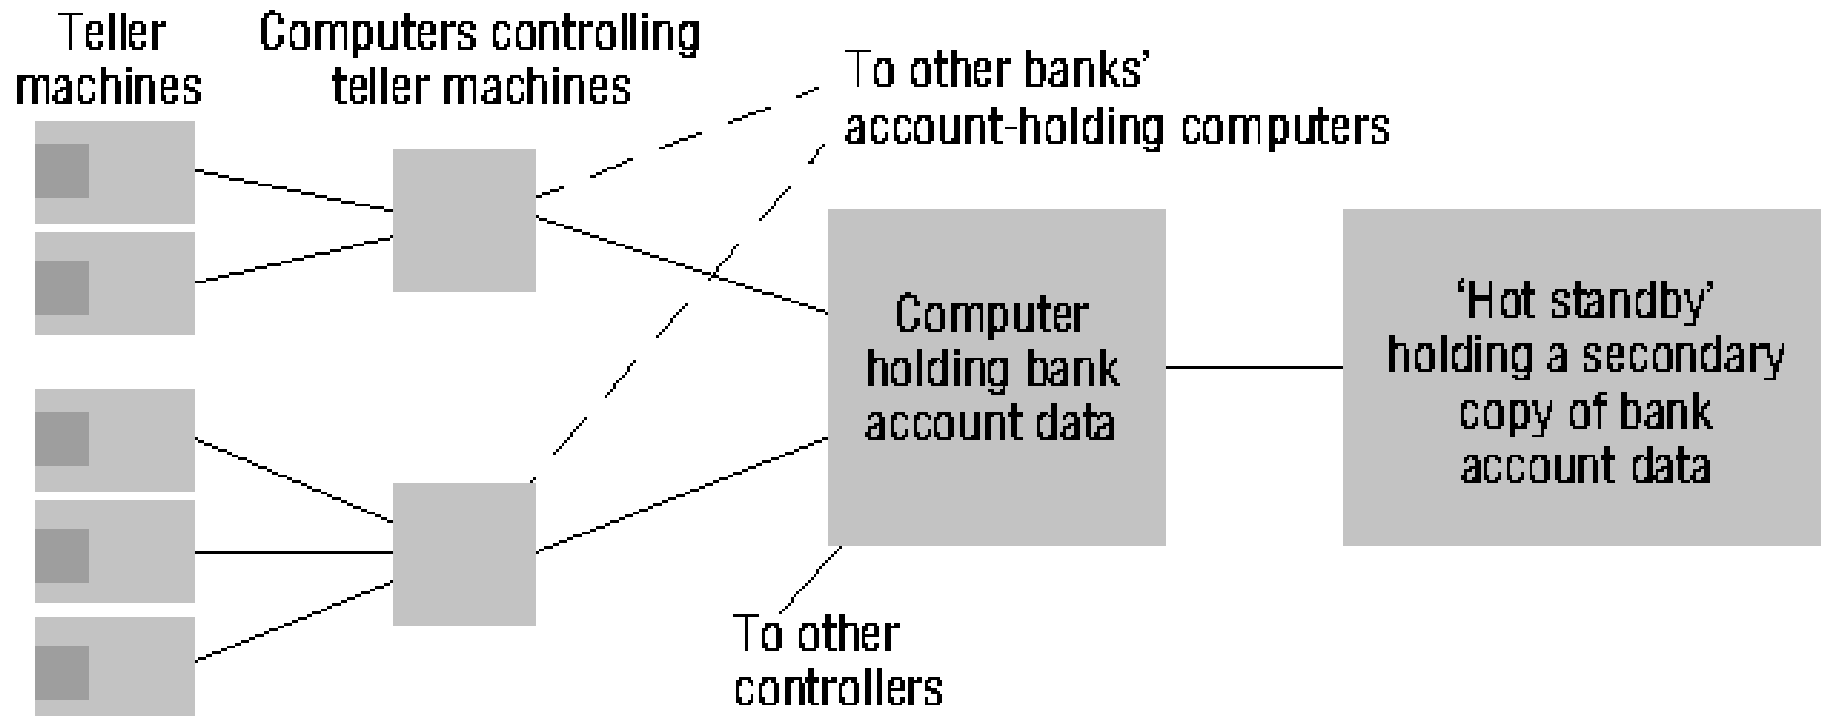 Teller
machines
Computers controlling
teller machines
To other banks’
account-holding computers
Computer
holding bank
account data
‘Hot standby’
holding a secondary
copy of bank
account data
To other
controllers